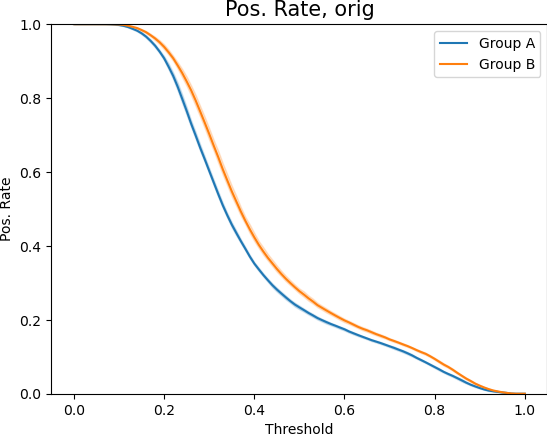 Pos. Rate, orig
Group A
Group B
Pos. Rate
1.0
0.8
0.6
0.4
0.2
0.0
0.0 0.2 0.4 0.6 0.8 1.0
Threshold